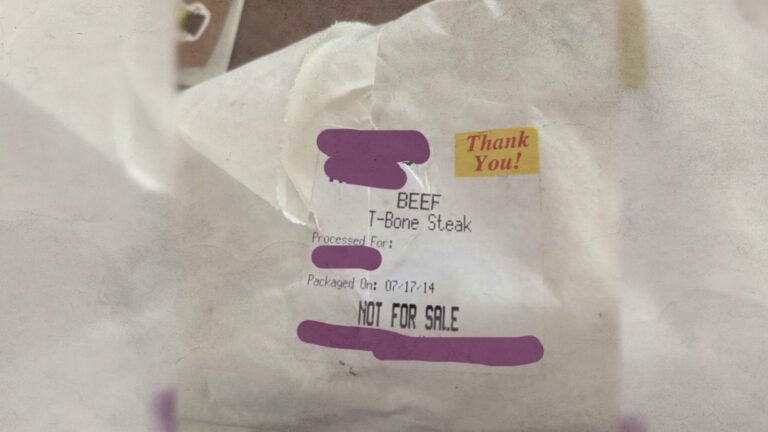 Thank
You!
BEEF
T-Bone Steak
Processed For:
Packaged On: 07/17/14
NOT FOR SALE